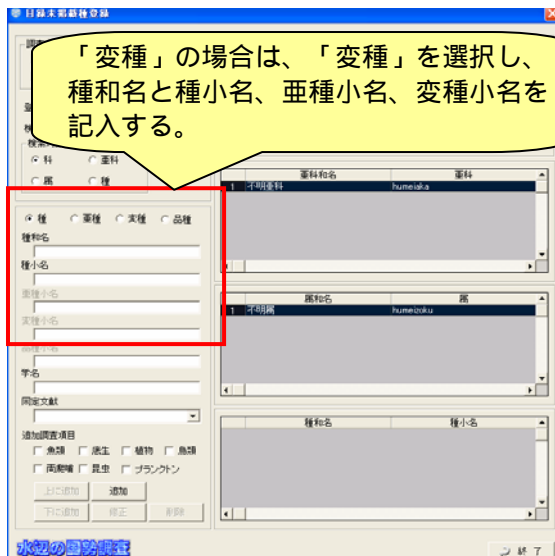 目録未掲載種登録
「変種」の場合は、「変種」を選択し、
種和名と種小名、亜種小名、変種小名を
記入する。
科 亜科
属 種
亜科和名 亜科
1 不明亜科 humeiaka
種 亜種 変種 品種
種和名
種小名
亜種小名
変種小名
品種小名
属和名 属
1 不明属 humeizoku
学名
同定文献
追加調査項目
魚類 底生 植物 鳥類
両爬哺 昆虫 プランクトン
種和名 種小名
上に追加 追加
下に追加 修正 削除
水辺の国勢調査
終了